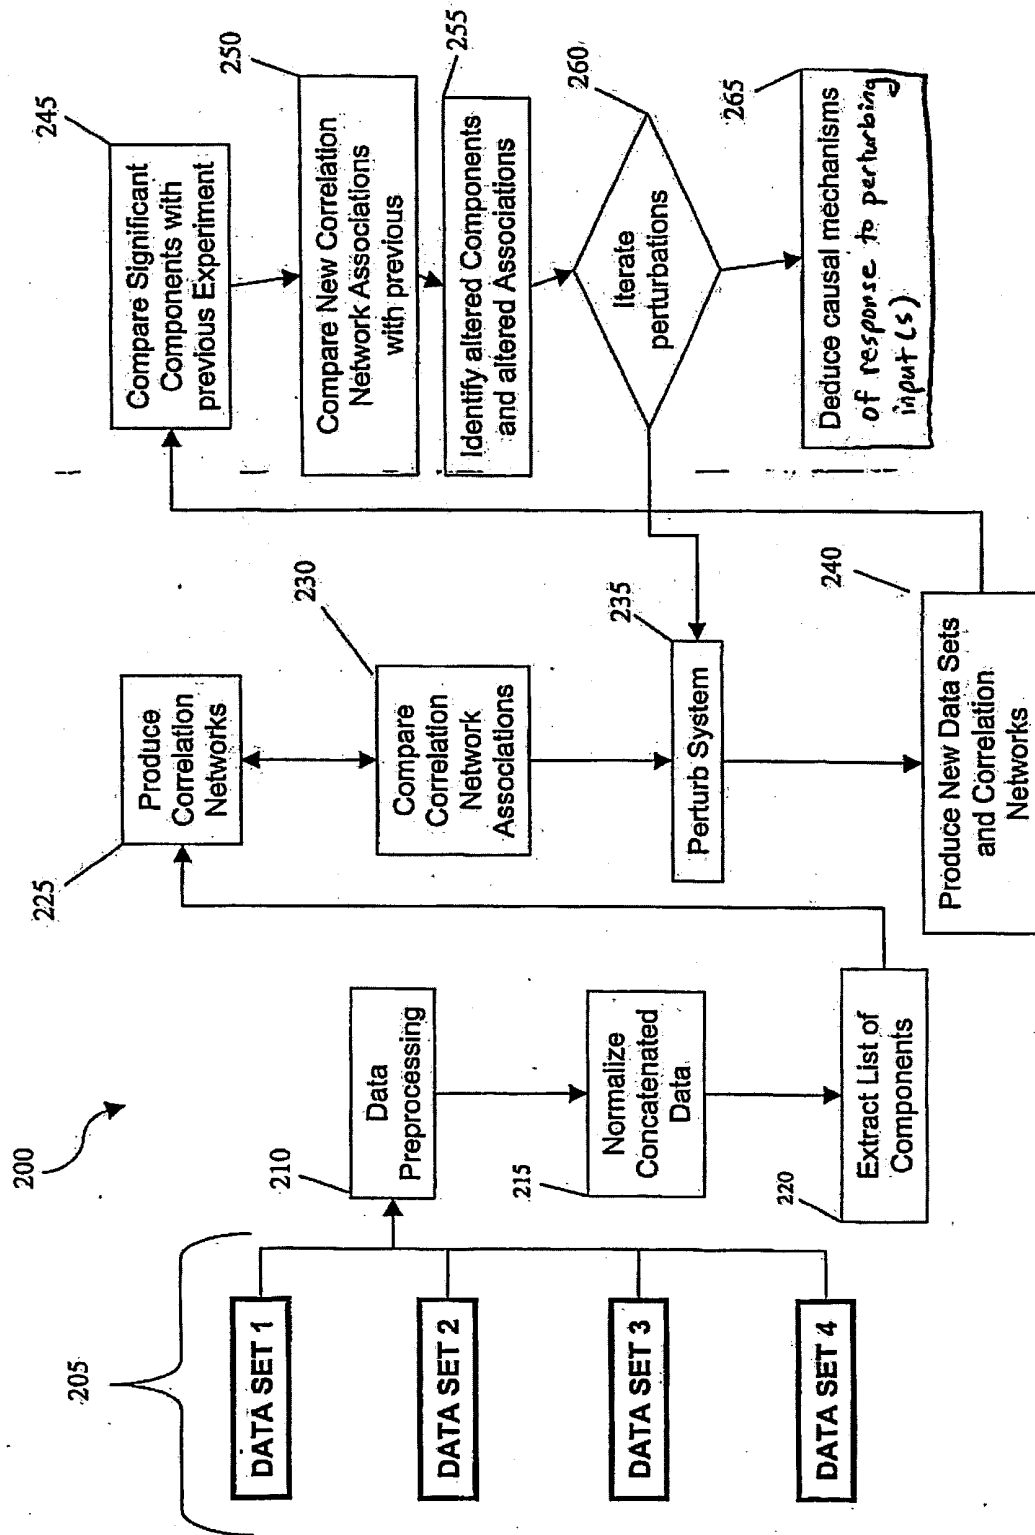 200
205
DATA SET 1
DATA SET 2
DATA SET 3
DATA SET 4
210
Data
Preprocessing
215
Normalize
Concatenated
Data
220
Extract List of
Components
225
Produce
Correlation
Networks
230
Compare
Correlation
Network
Associations
235
Perturb System
240
Produce New Data Sets
and Correlation
Networks
245
Compare Significant
Components with
previous Experiment
250
Compare New Correlation
Network Associations
with previous
255
Identify altered Components
and altered Associations
260
Iterate
perturbations
265
Deduce causal mechanisms
of response to perturbing
input(s)